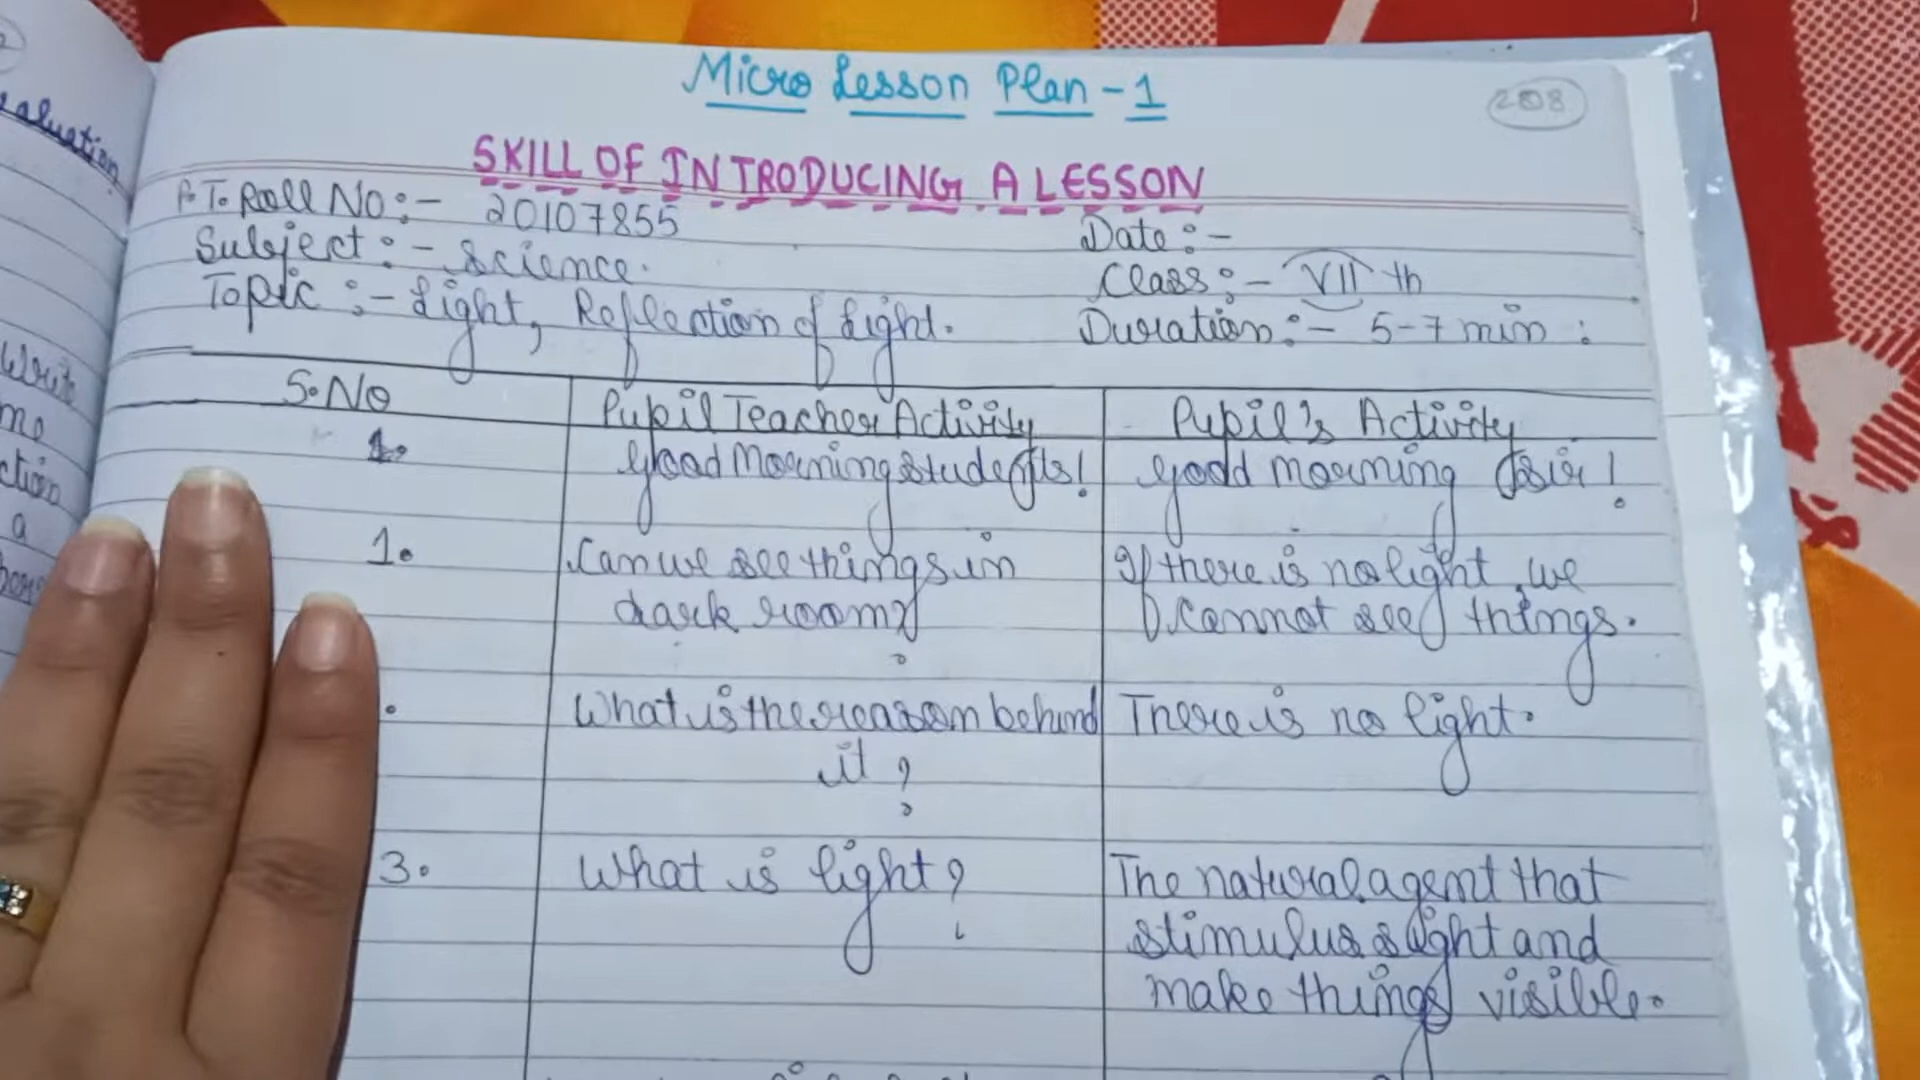 Micro Lesson Plan - 1
208
SKILL OF INTRODUCING A LESSON
P.T. Roll No:- 20107855
Date:-
Subject:- Science.
Class:- VII th
Topic:- Light, Reflection of Light.
Duration:- 5-7 min:
S.No
Pupil Teacher Activity
Pupil's Activity
Good Morning students!
Good morning sir!
1.
Can we see things in
dark room?
If there is no light, we
cannot see things.
What is the reason behind
it?
There is no light.
3.
What is light?
The natural agent that
stimulus sight and
make things visible.
aluation
Write
ction
a